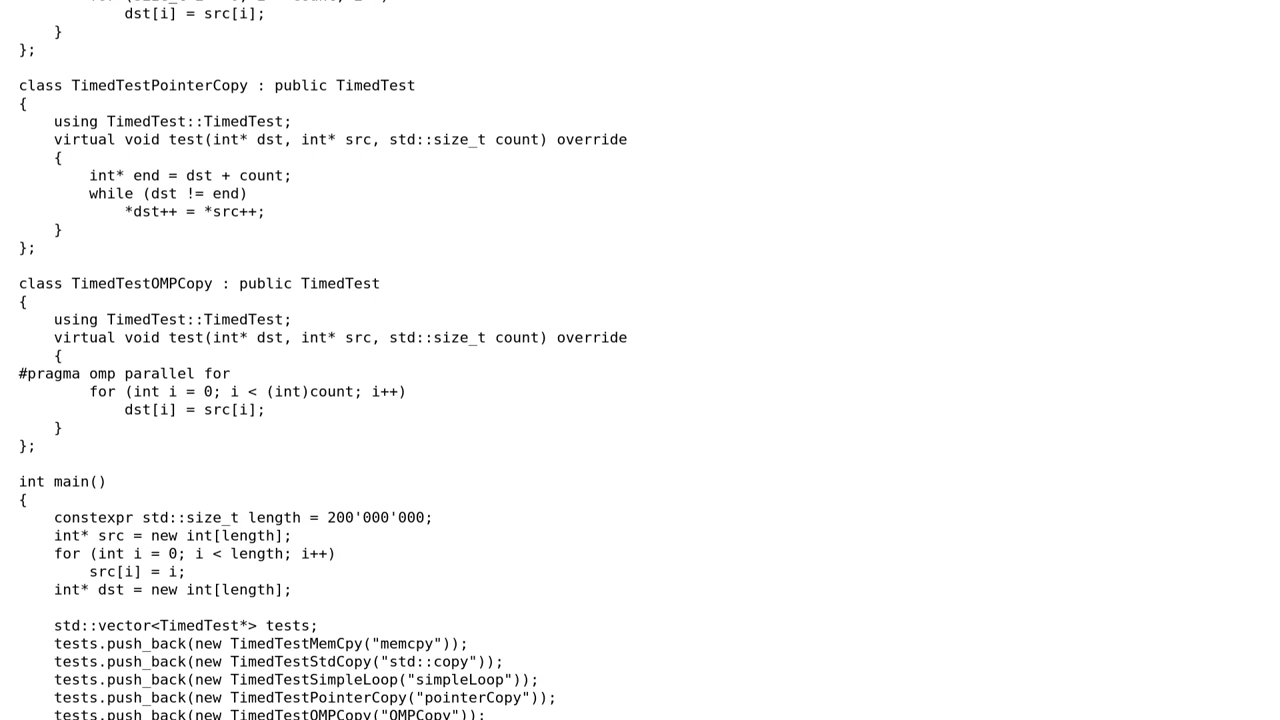 dst[i] = src[i];
}
};
class TimedTestPointerCopy : public TimedTest
{
using TimedTest::TimedTest;
virtual void test(int* dst, int* src, std::size_t count) override
{
int* end = dst + count;
while (dst != end)
*dst++ = *src++;
}
};
class TimedTestOMPCopy : public TimedTest
{
using TimedTest::TimedTest;
virtual void test(int* dst, int* src, std::size_t count) override
{
#pragma omp parallel for
for (int i = 0; i < (int)count; i++)
dst[i] = src[i];
}
};
int main()
{
constexpr std::size_t length = 200'000'000;
int* src = new int[length];
for (int i = 0; i < length; i++)
src[i] = i;
int* dst = new int[length];
std::vector<TimedTest*> tests;
tests.push_back(new TimedTestMemCpy("memcpy"));
tests.push_back(new TimedTestStdCopy("std::copy"));
tests.push_back(new TimedTestSimpleLoop("simpleLoop"));
tests.push_back(new TimedTestPointerCopy("pointerCopy"));
tests.push_back(new TimedTestOMPCopy("OMPCopy"));